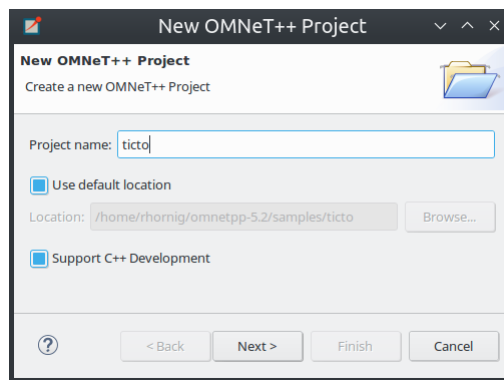 New OMNeT++ Project
New OMNeT++ Project
Create a new OMNeT++ Project
Project name: ticto
Use default location
Location: /home/rhornig/omnetpp-5.2/samples/ticto Browse...
Support C++ Development
? < Back Next > Finish Cancel